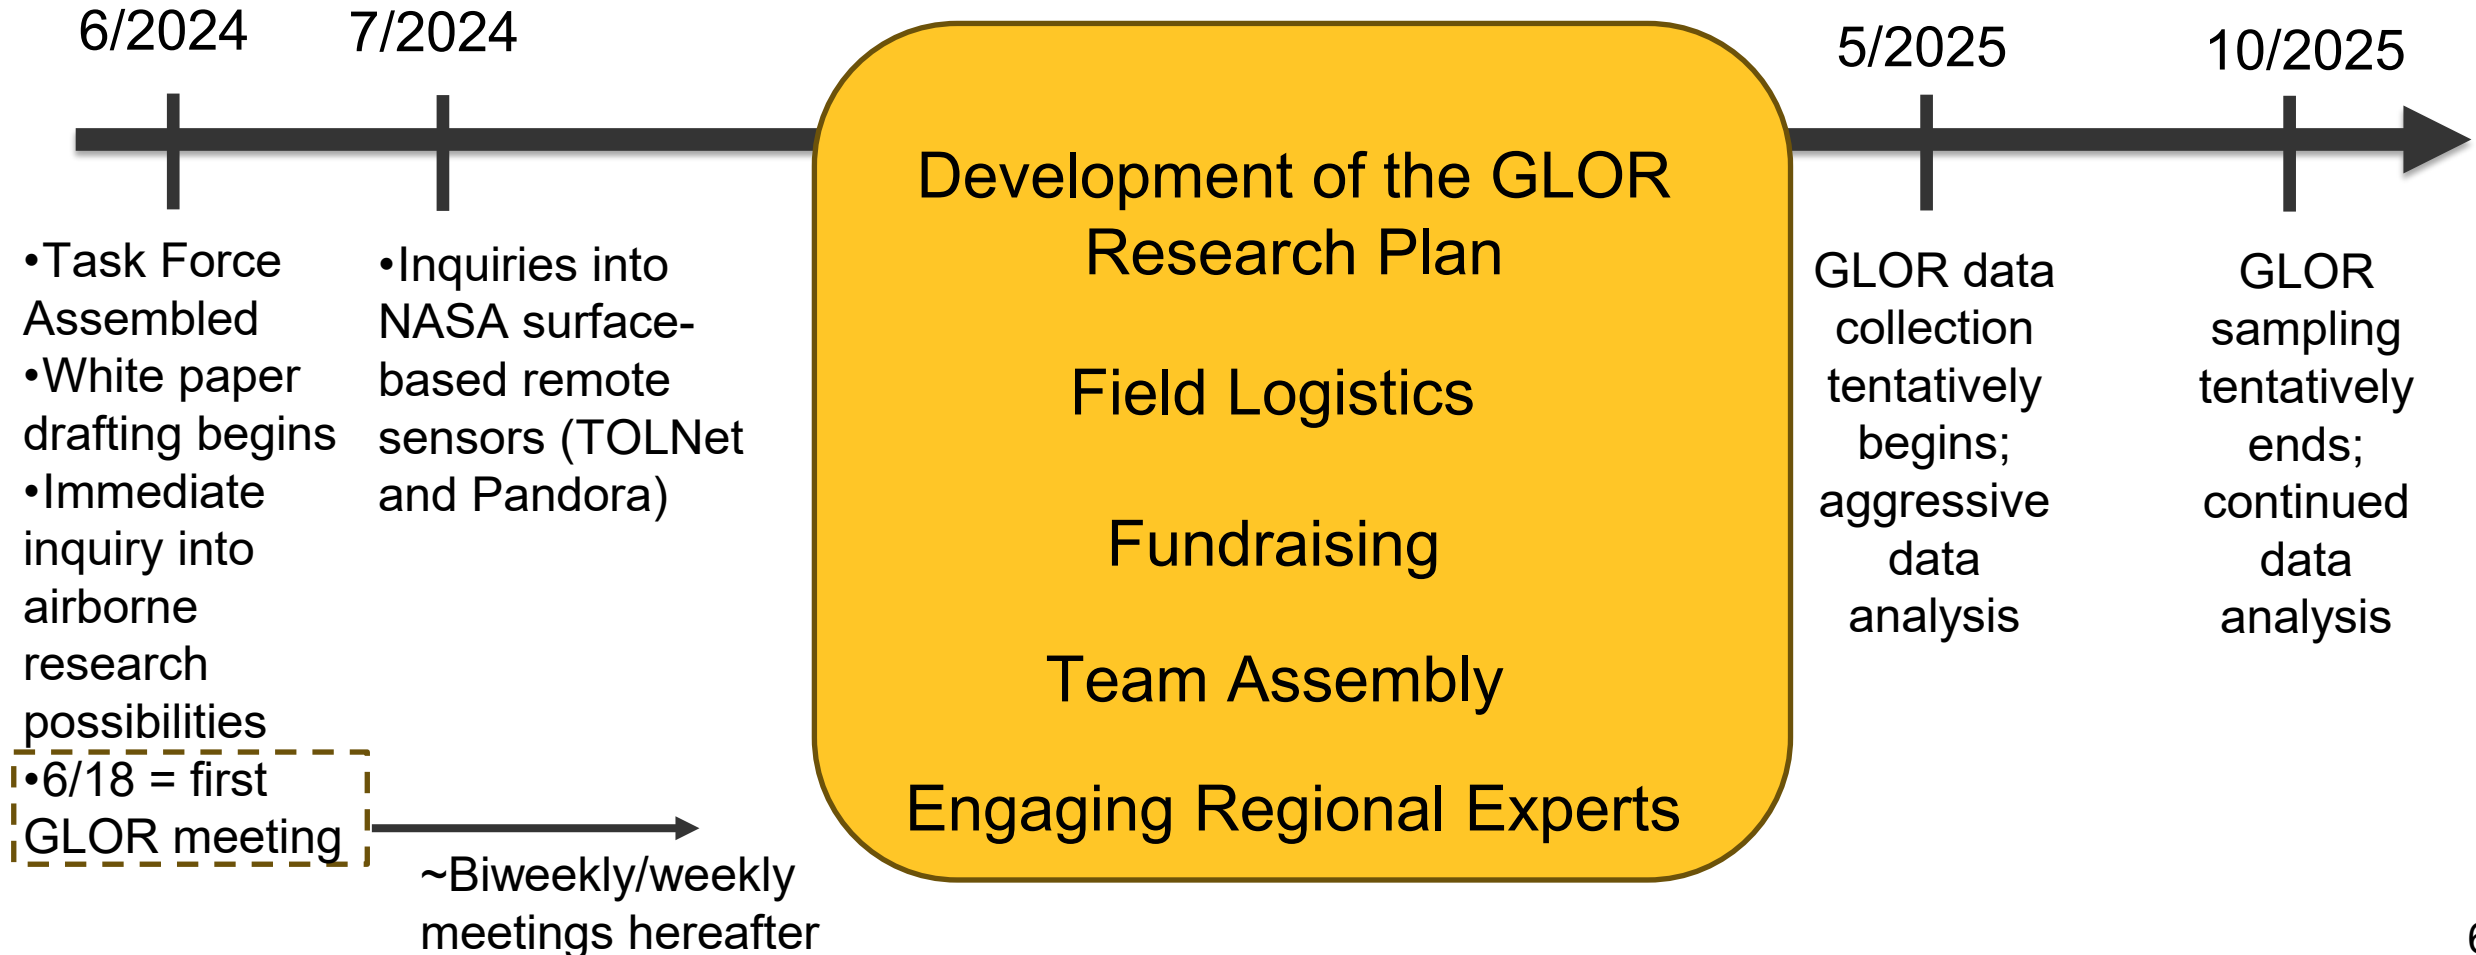 6/2024
7/2024
5/2025
10/2025
•Task Force
Assembled
•White paper
drafting begins
•Immediate
inquiry into
airborne
research
possibilities
•6/18 = first
GLOR meeting
~Biweekly/weekly
meetings hereafter
•Inquiries into
NASA surface-
based remote
sensors (TOLNet
and Pandora)
Development of the GLOR
Research Plan
Field Logistics
Fundraising
Team Assembly
Engaging Regional Experts
GLOR data
collection
tentatively
begins;
aggressive
data
analysis
GLOR
sampling
tentatively
ends;
continued
data
analysis